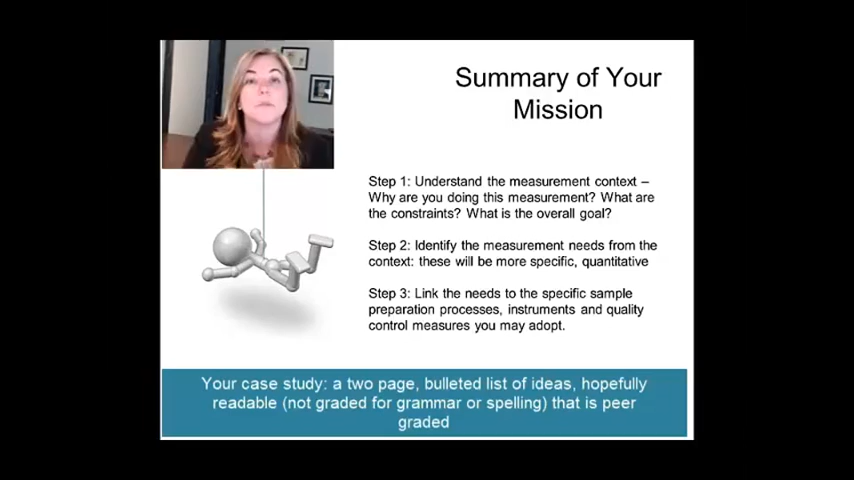 Summary of Your
Mission
Step 1: Understand the measurement context –
Why are you doing this measurement? What are
the constraints? What is the overall goal?
Step 2: Identify the measurement needs from the
context: these will be more specific, quantitative
Step 3: Link the needs to the specific sample
preparation processes, instruments and quality
control measures you may adopt.
Your case study: a two page, bulleted list of ideas, hopefully
readable (not graded for grammar or spelling) that is peer
graded